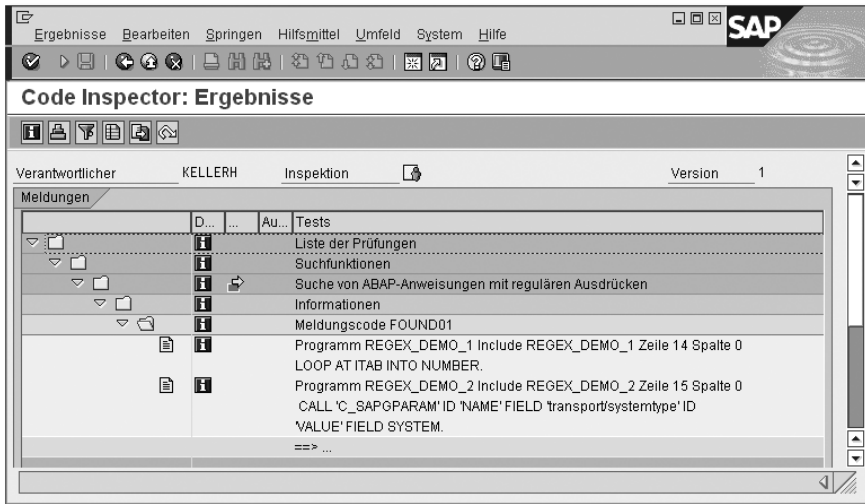 Ergebnisse Bearbeiten Springen Hilfsmittel Umfeld System Hilfe
SAP
Code Inspector: Ergebnisse
Verantwortlicher KELLERH Inspektion Version 1
Meldungen
D... ... Au... Tests
Liste der Prüfungen
Suchfunktionen
Suche von ABAP-Anweisungen mit regulären Ausdrücken
Informationen
Meldungscode FOUND01
Programm REGEX_DEMO_1 Include REGEX_DEMO_1 Zeile 14 Spalte 0
LOOP AT ITAB INTO NUMBER.
Programm REGEX_DEMO_2 Include REGEX_DEMO_2 Zeile 15 Spalte 0
CALL 'C_SAPGPARAM' ID 'NAME' FIELD 'transport/systemtype' ID
'VALUE' FIELD SYSTEM.
==> ...